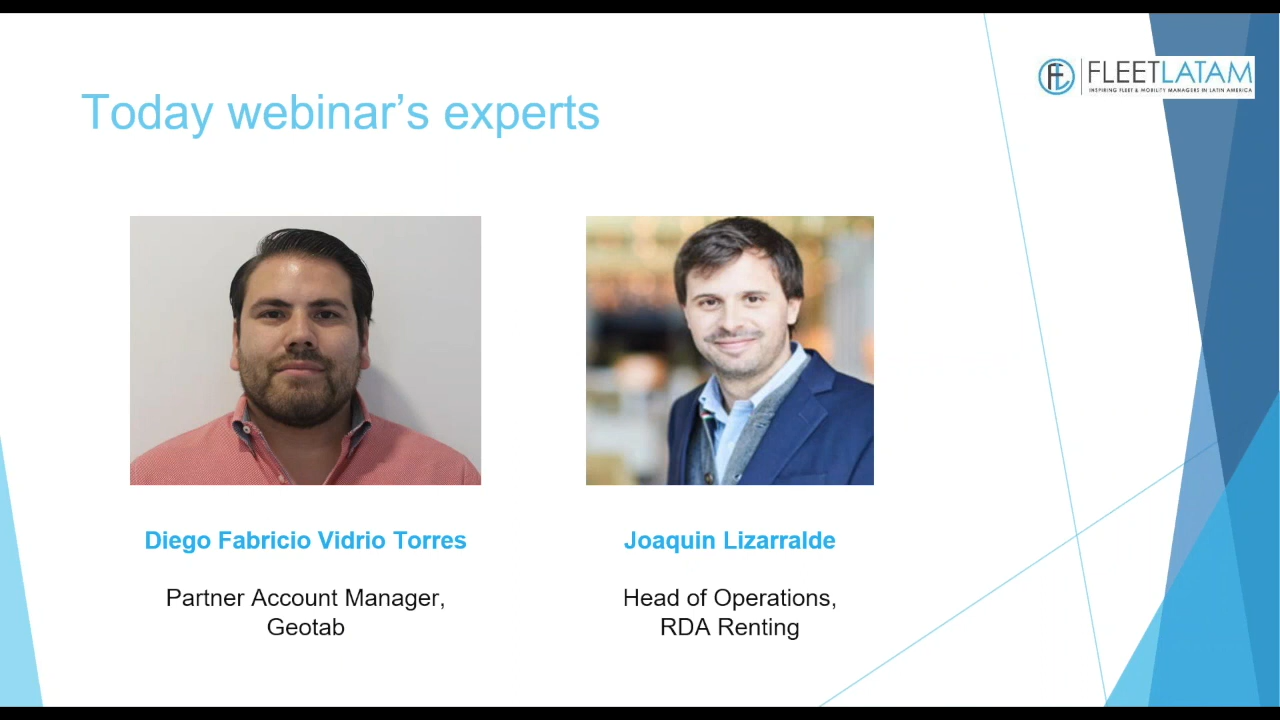 FLEETLATAM
INSPIRING FLEET & MOBILITY MANAGERS IN LATIN AMERICA
Today webinar’s experts
Diego Fabricio Vidrio Torres
Partner Account Manager,
Geotab
Joaquin Lizarralde
Head of Operations,
RDA Renting